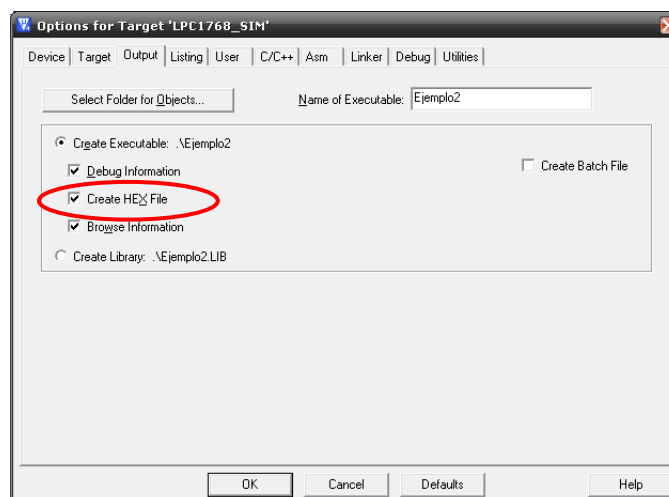 Options for Target 'LPC1768_SIM'
Device Target Output Listing User C/C++ Asm Linker Debug Utilities
Select Folder for Objects... Name of Executable: Ejemplo2
Create Executable: .\Ejemplo2
Debug Information Create Batch File
Create HEX File
Browse Information
Create Library: .\Ejemplo2.LIB
OK Cancel Defaults Help